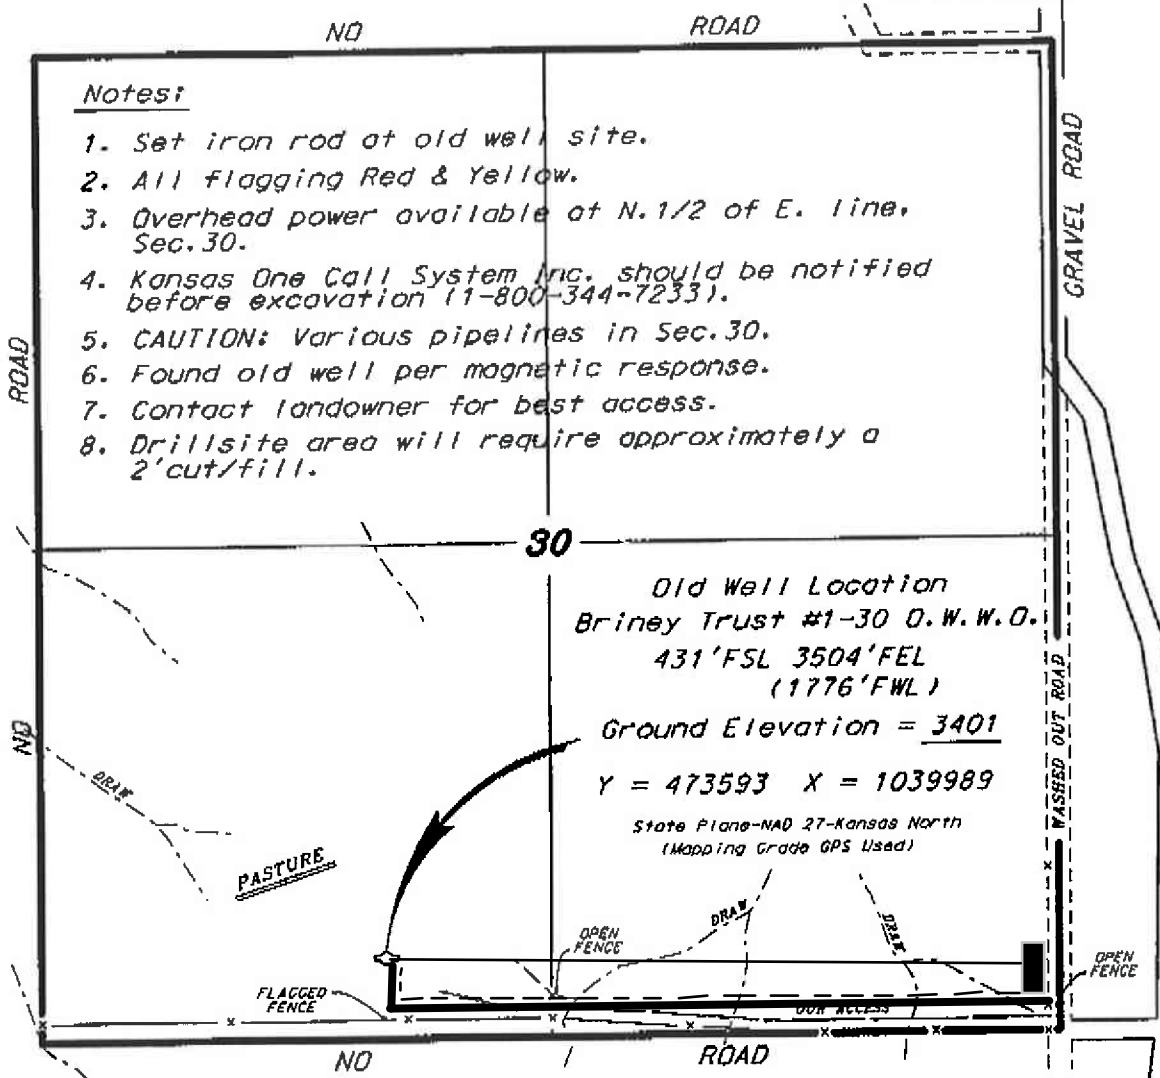 NO ROAD
Notes:
1. Set iron rod at old well site.
2. All flagging Red & Yellow.
3. Overhead power available at N.1/2 of E. line,
Sec.30.
4. Kansas One Call System inc. should be notified
before excavation (1-800-344-7233).
5. CAUTION: Various pipelines in Sec.30.
6. Found old well per magnetic response.
7. Contact landowner for best access.
8. Drillsite area will require approximately a
2'cut/fill.
GRAVEL ROAD
NO ROAD
30
Old Well Location
Briney Trust #1-30 O.W.W.O.
431'FSL 3504'FEL
(1776'FWL)
Ground Elevation = 3401
Y = 473593 X = 1039989
State Plane-NAD 27-Kansas North
(Mapping Grade GPS Used)
WASHED OUT ROAD
DRAW
PASTURE
DRAW
DRAW
OPEN
FENCE
OPEN
FENCE
FLAGGED
FENCE
OUR ACCESS
NO ROAD